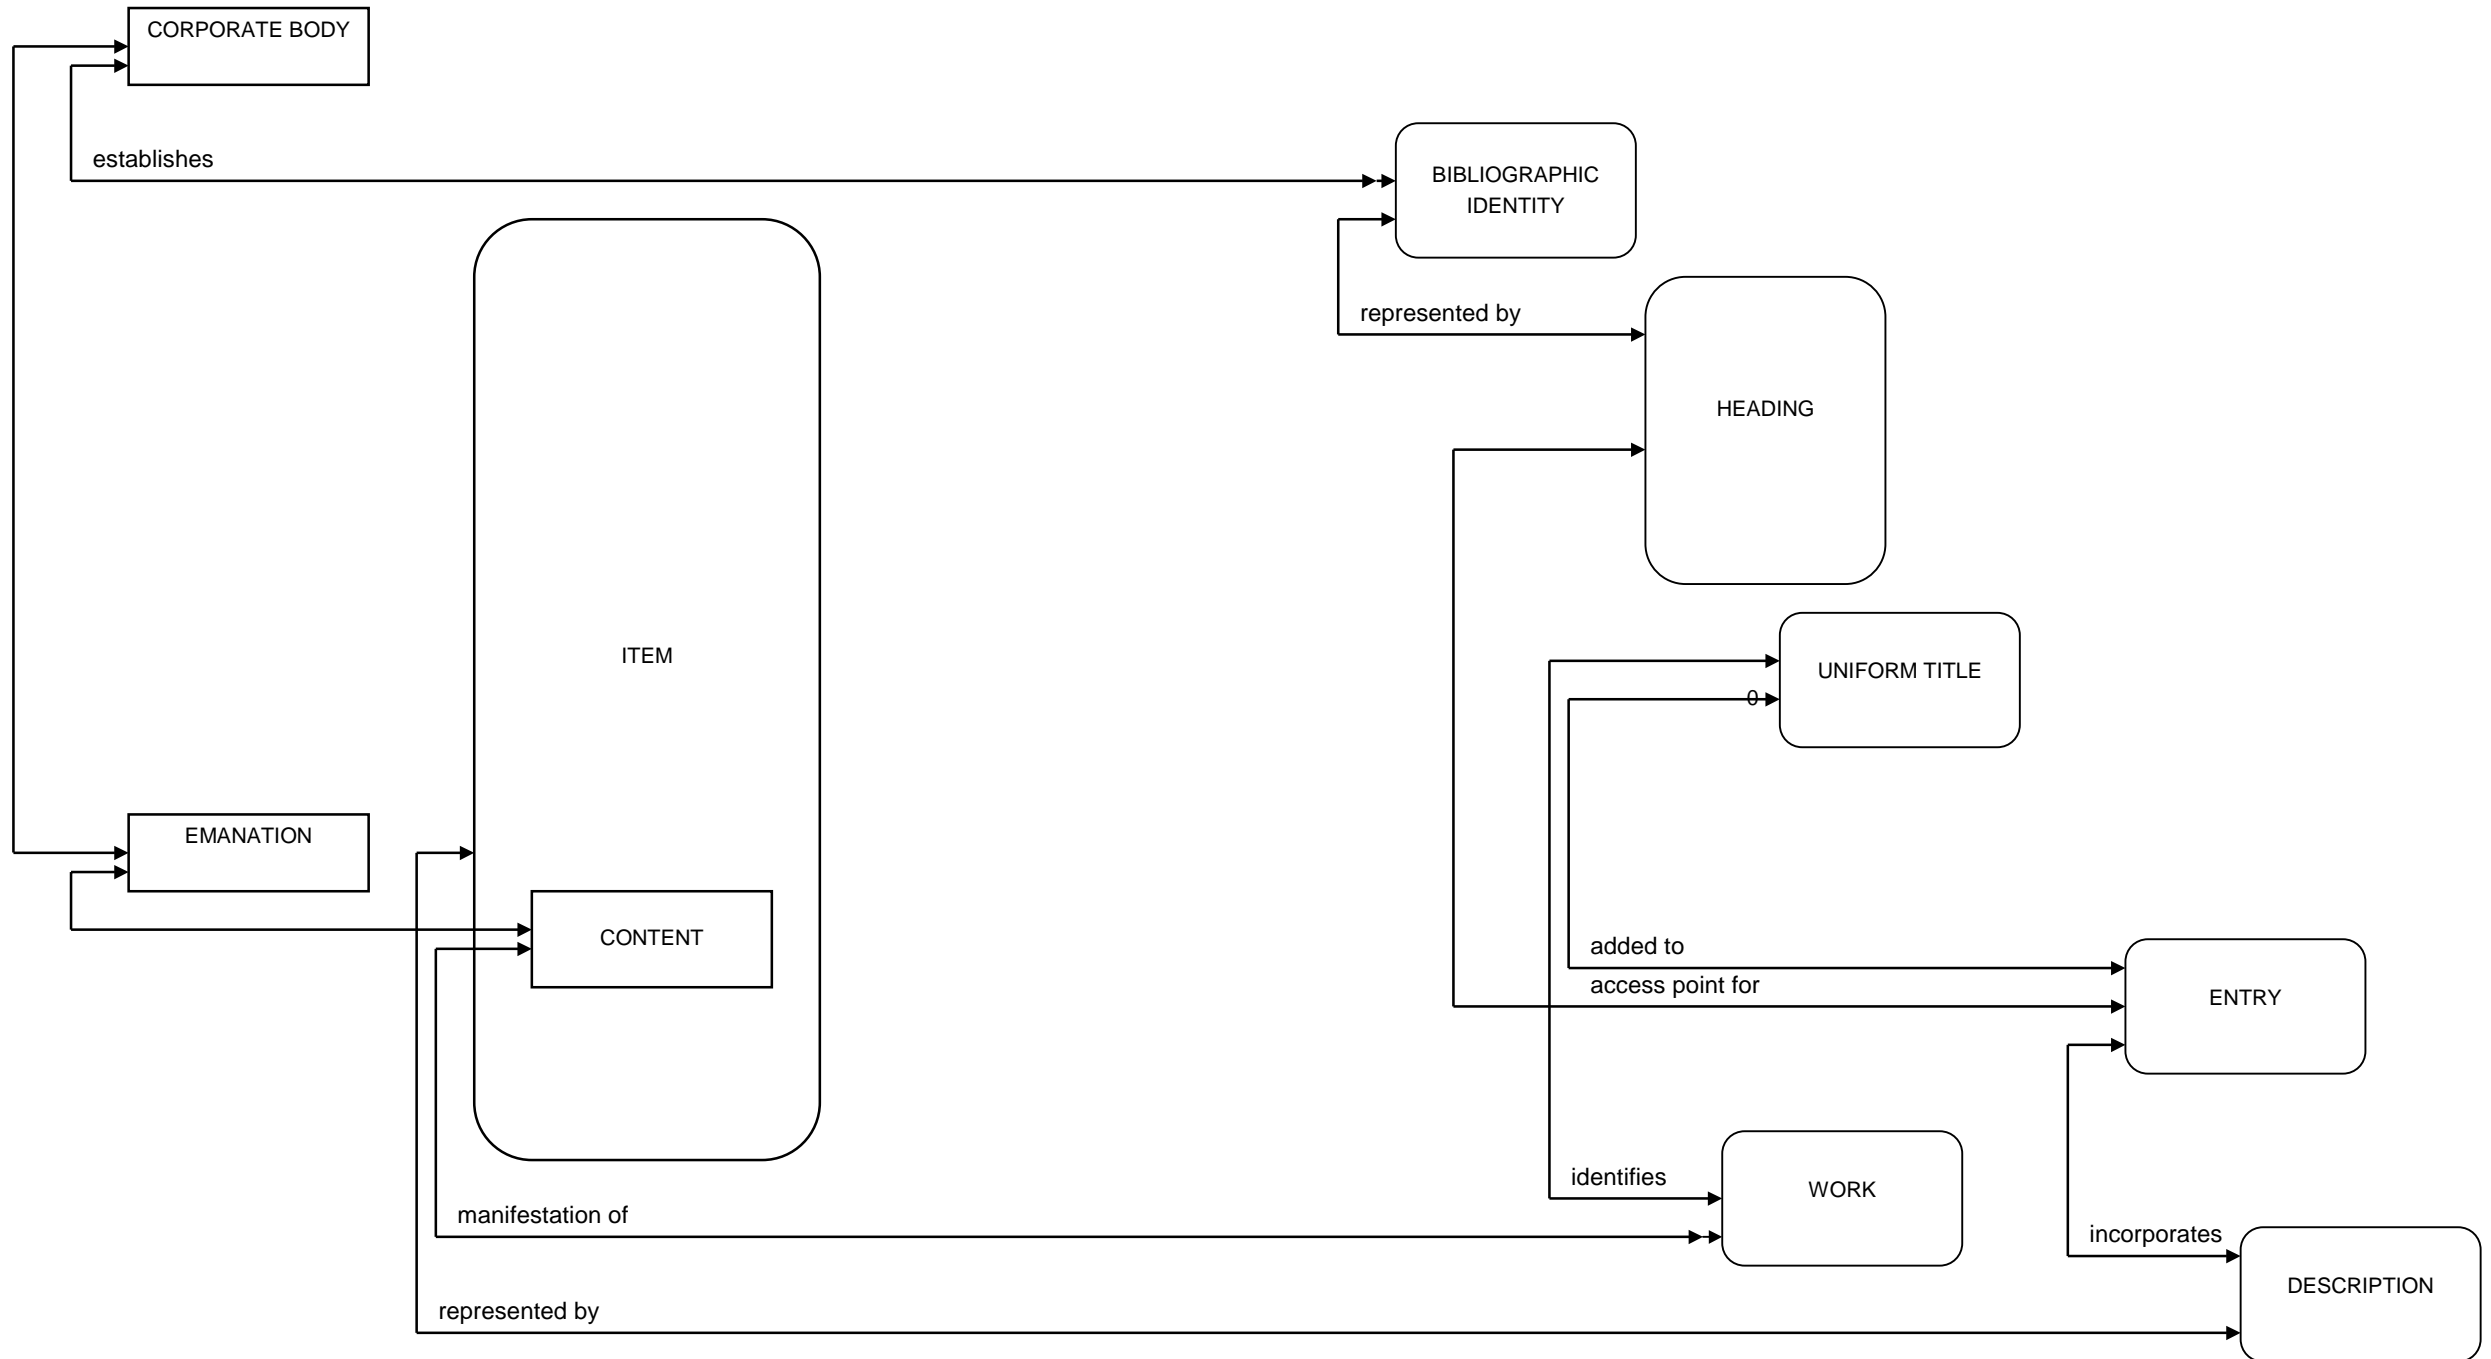 CORPORATE BODY
establishes
BIBLIOGRAPHIC
IDENTITY
represented by
HEADING
ITEM
UNIFORM TITLE
0
EMANATION
CONTENT
added to
access point for
ENTRY
identifies
WORK
manifestation of
incorporates
DESCRIPTION
represented by